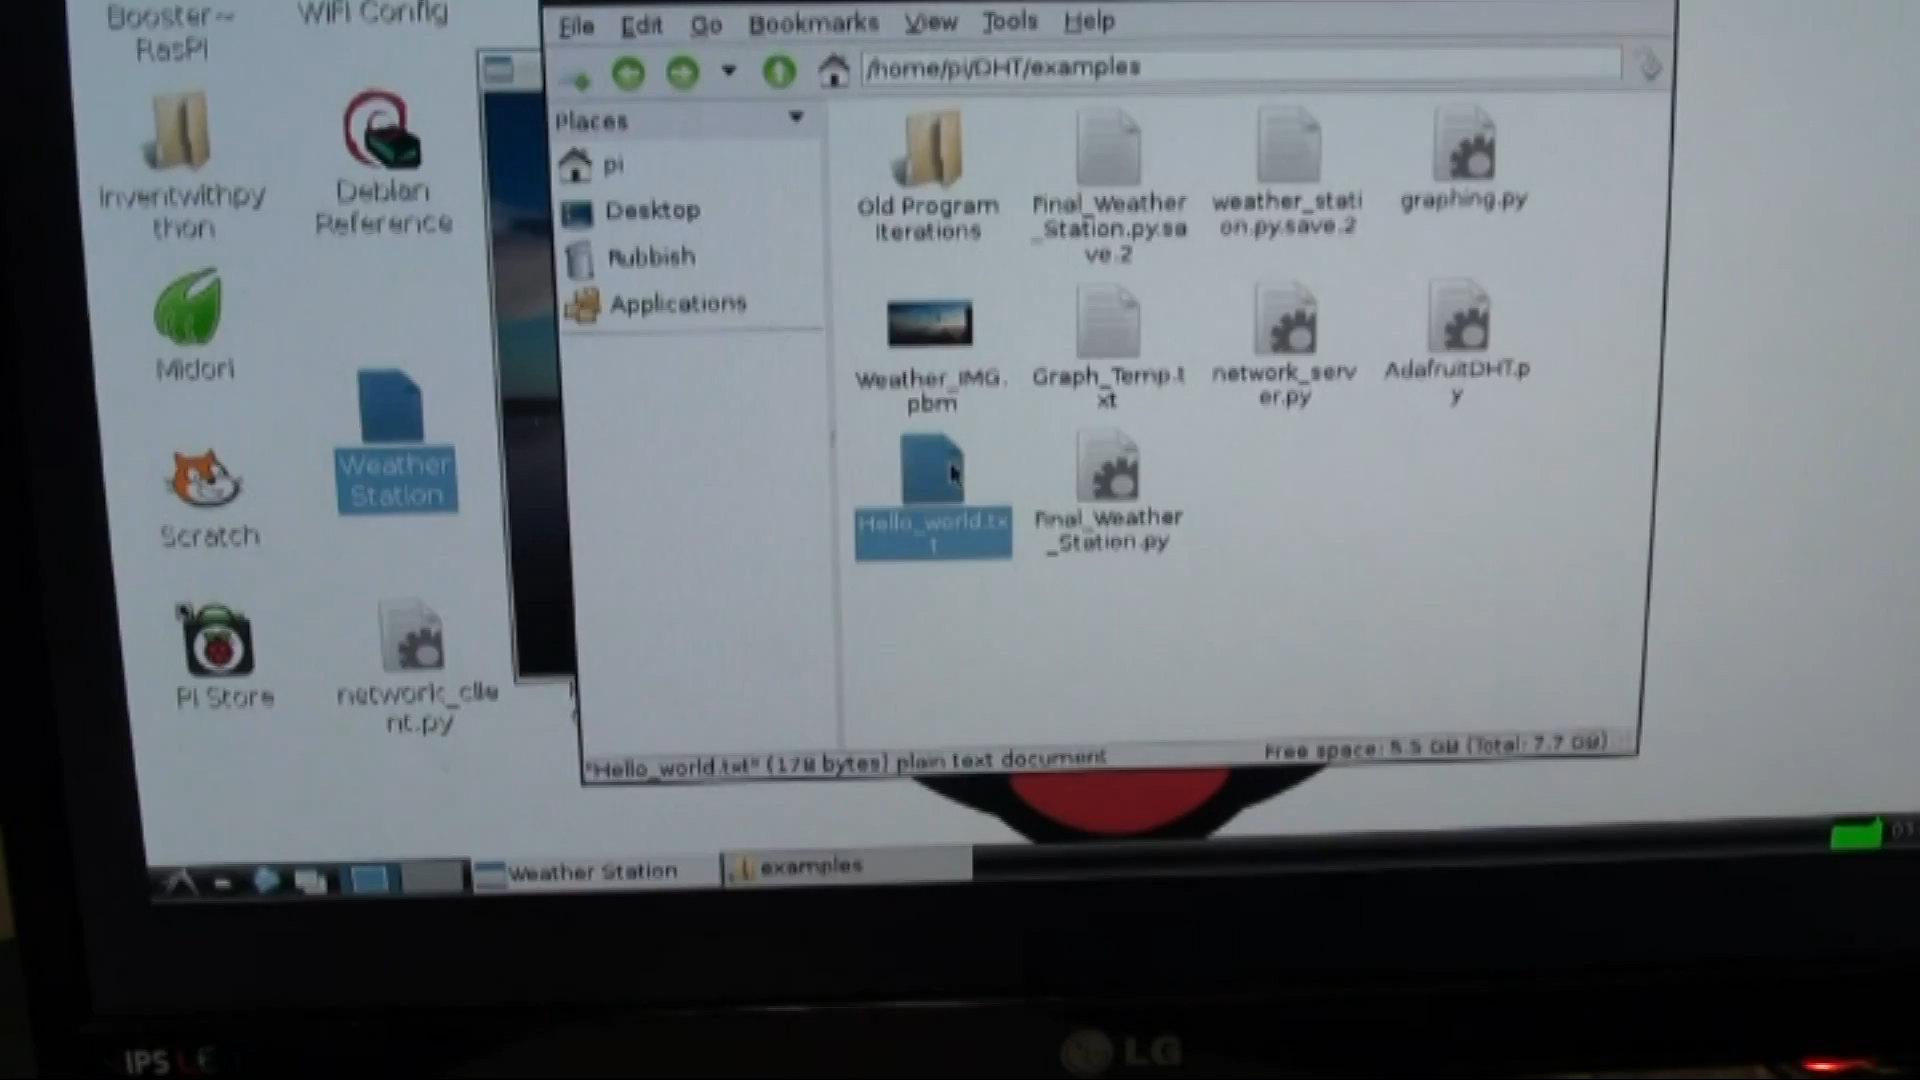 Booster~
RasPi
WiFi Config
File Edit Go Bookmarks View Tools Help
/home/pi/DHT/examples
Places
pi
Desktop
Rubbish
Applications
inventwithpy
thon
Debian
Reference
Midori
Weather
Station
Scratch
Pi Store
network_clie
nt.py
Old Program
Iterations
Final_Weather
_Station.py.sa
ve.2
weather_stati
on.py.save.2
graphing.py
Weather_IMG.
pbm
Graph_Temp.t
xt
network_serv
er.py
AdafruitDHT.p
y
Hello_world.tx
t
Final_Weather
_Station.py
"Hello_world.txt" (178 bytes) plain text document
Free space: 5.5 GB (Total: 7.7 GB)
Weather Station
examples
IPS LE
LG